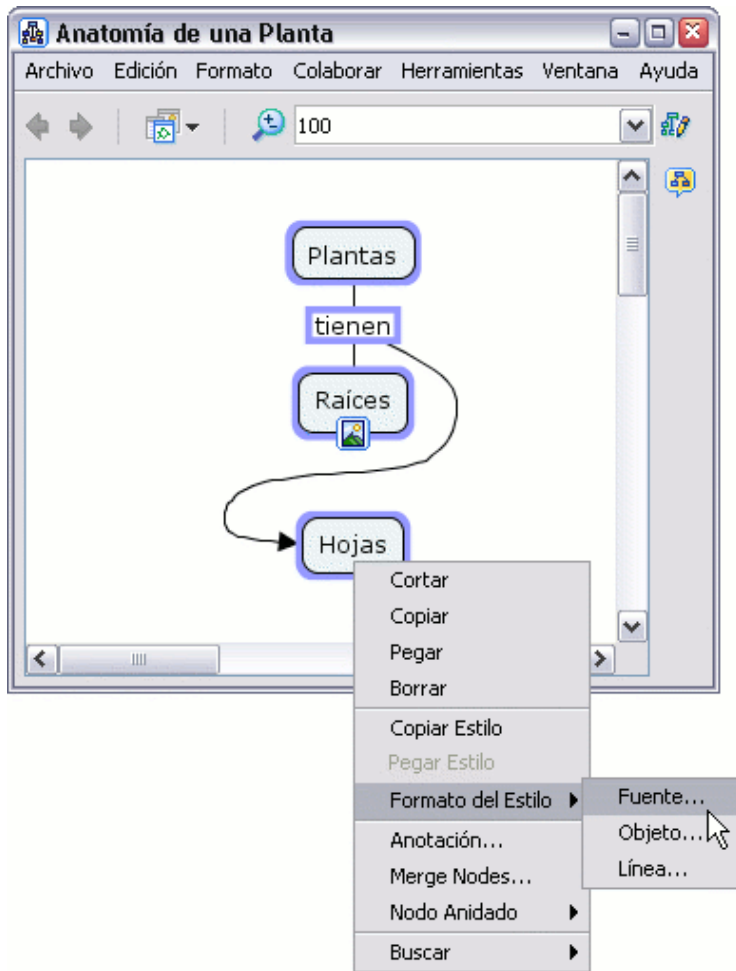 Anatomía de una Planta
Archivo Edición Formato Colaborar Herramientas Ventana Ayuda
100
Plantas
tienen
Raíces
Hojas
Cortar
Copiar
Pegar
Borrar
Copiar Estilo
Pegar Estilo
Formato del Estilo
Fuente...
Objeto...
Línea...
Anotación...
Merge Nodes...
Nodo Anidado
Buscar